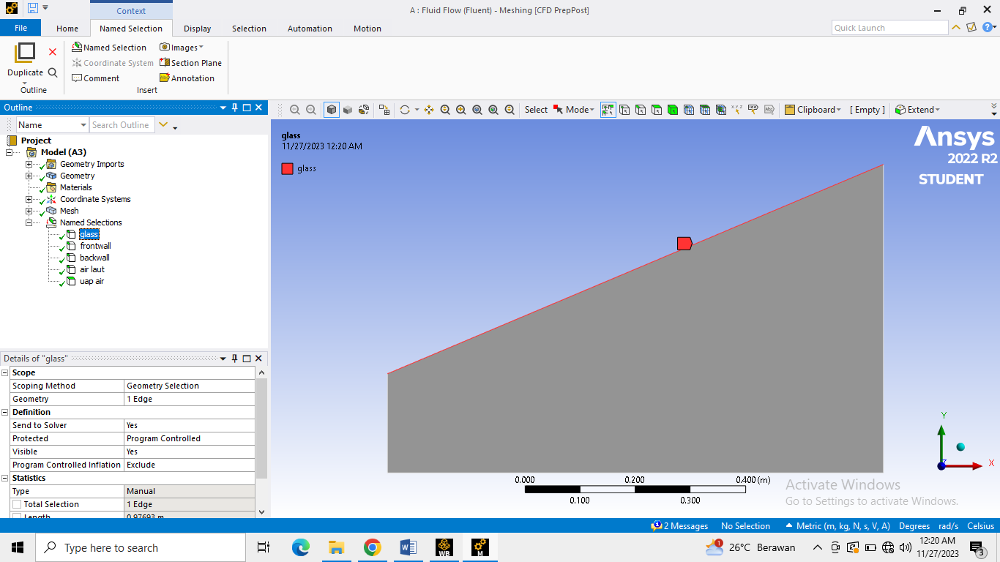 Context
A : Fluid Flow (Fluent) - Meshing [CFD PrepPost]
File Home Named Selection Display Selection Automation Motion
Quick Launch
Duplicate
Outline
Named Selection
Coordinate System
Comment
Images
Section Plane
Annotation
Insert
Outline
Name Search Outline
Project
Model (A3)
Geometry Imports
Geometry
Materials
Coordinate Systems
Mesh
Named Selections
glass
frontwall
backwall
air laut
uap air
Details of "glass"
Scope
Scoping Method Geometry Selection
Geometry 1 Edge
Definition
Send to Solver Yes
Protected Program Controlled
Visible Yes
Program Controlled Inflation Exclude
Statistics
Type Manual
Total Selection 1 Edge
Length 0.97693 m
Select Mode Clipboard [ Empty ] Extend
glass
11/27/2023 12:20 AM
glass
Ansys
2022 R2
STUDENT
Y
X
Z
0.000 0.200 0.400 (m)
0.100 0.300
Activate Windows
Go to Settings to activate Windows.
2 Messages No Selection Metric (m, kg, N, s, V, A) Degrees rad/s Celsius
Type here to search
WB
M
1
26°C Berawan
12:20 AM
11/27/2023
3